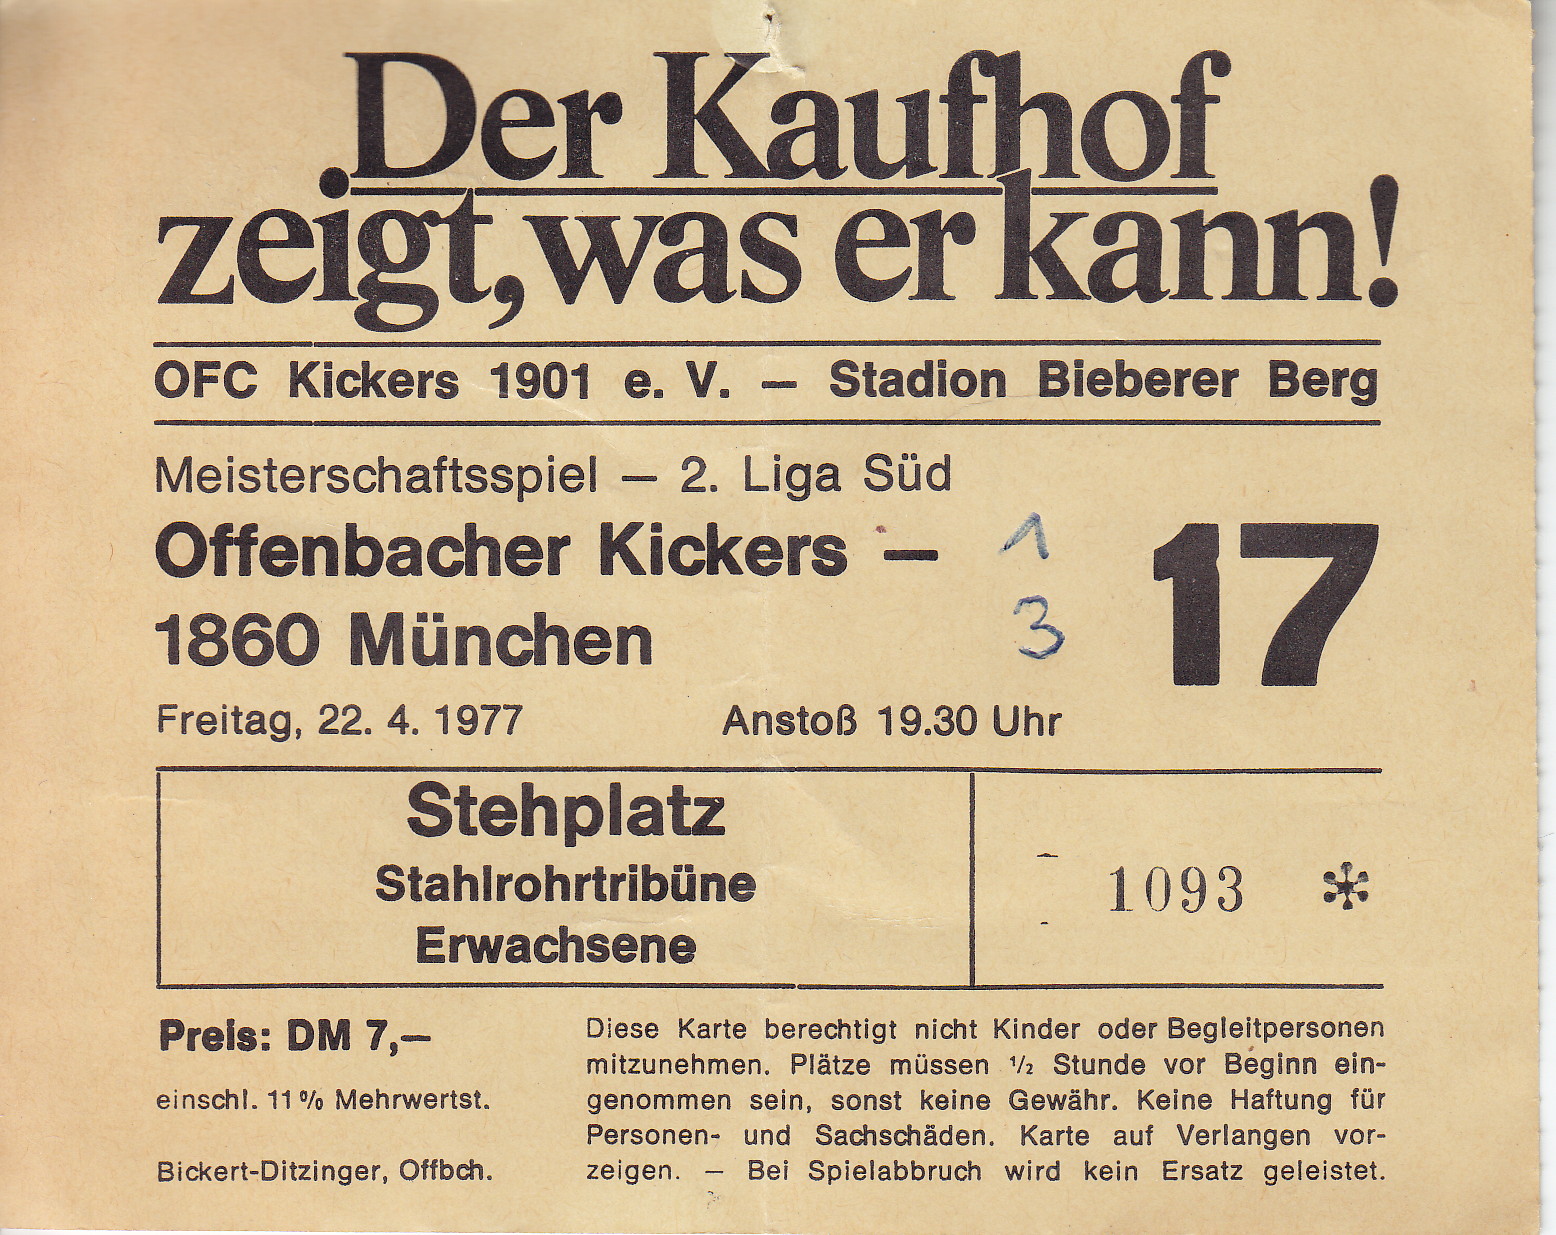 Der Kaufhof
zeigt, was er kann!
OFC Kickers 1901 e. V. — Stadion Bieberer Berg
Meisterschaftsspiel — 2. Liga Süd
Offenbacher Kickers — 1
1860 München 3
17
Freitag, 22. 4. 1977 Anstoß 19.30 Uhr
Stehplatz
Stahlrohrtribüne
Erwachsene
1093 *
Preis: DM 7,—
einschl. 11% Mehrwertst.
Bickert-Ditzinger, Offbch.
Diese Karte berechtigt nicht Kinder oder Begleitpersonen
mitzunehmen. Plätze müssen ½ Stunde vor Beginn ein-
genommen sein, sonst keine Gewähr. Keine Haftung für
Personen- und Sachschäden. Karte auf Verlangen vor-
zeigen. — Bei Spielabbruch wird kein Ersatz geleistet.